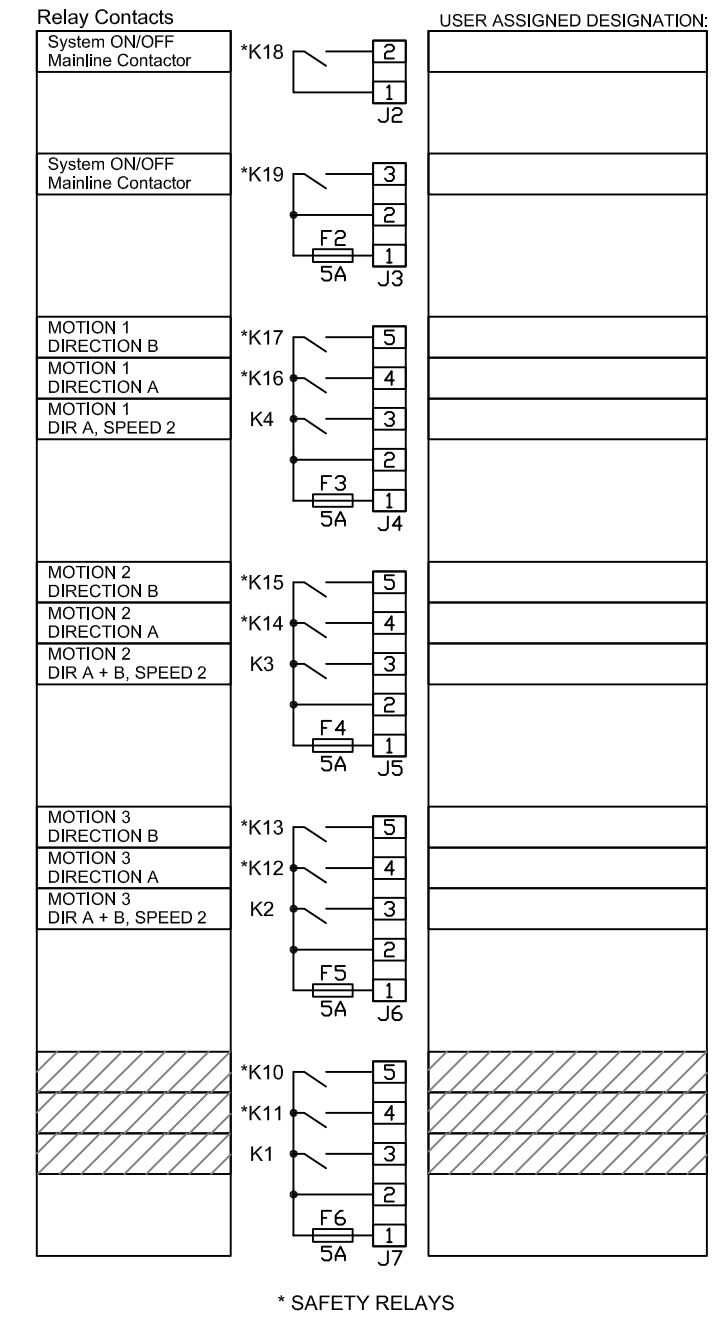 Relay Contacts
USER ASSIGNED DESIGNATION:
System ON/OFF
Mainline Contactor
*K18
2
1
J2
System ON/OFF
Mainline Contactor
*K19
3
2
F2
1
5A
J3
MOTION 1
DIRECTION B
*K17
5
MOTION 1
DIRECTION A
*K16
4
MOTION 1
DIR A, SPEED 2
K4
3
2
F3
1
5A
J4
MOTION 2
DIRECTION B
*K15
5
MOTION 2
DIRECTION A
*K14
4
MOTION 2
DIR A + B, SPEED 2
K3
3
2
F4
1
5A
J5
MOTION 3
DIRECTION B
*K13
5
MOTION 3
DIRECTION A
*K12
4
MOTION 3
DIR A + B, SPEED 2
K2
3
2
F5
1
5A
J6
*K10
5
*K11
4
K1
3
2
F6
1
5A
J7
* SAFETY RELAYS